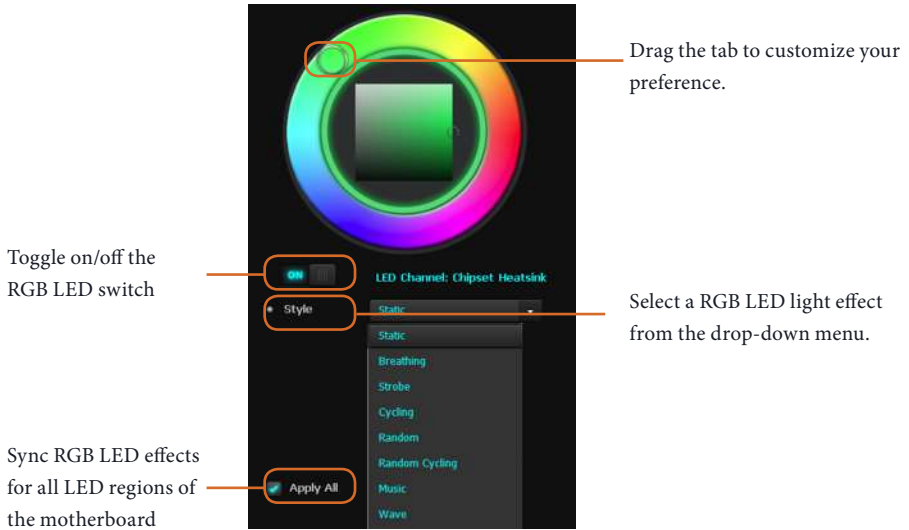 Drag the tab to customize your
preference.
Toggle on/off the
RGB LED switch
ON
LED Channel: Chipset Heatsink
Style
Static
Select a RGB LED light effect
from the drop-down menu.
Static
Breathing
Strobe
Cycling
Random
Random Cycling
Music
Wave
Sync RGB LED effects
for all LED regions of
the motherboard
Apply All